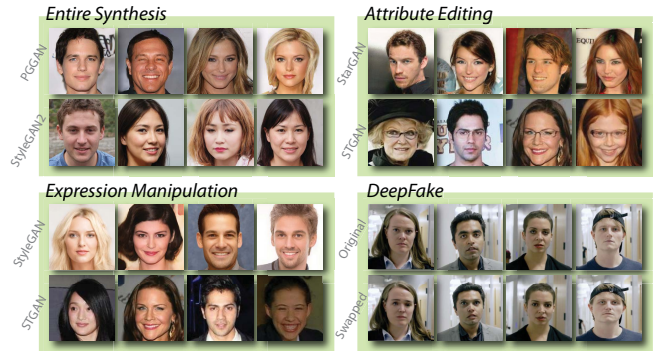 Entire Synthesis
PGGAN
StyleGAN2
Attribute Editing
StarGAN
STGAN
Expression Manipulation
StyleGAN
STGAN
DeepFake
Original
Swapped